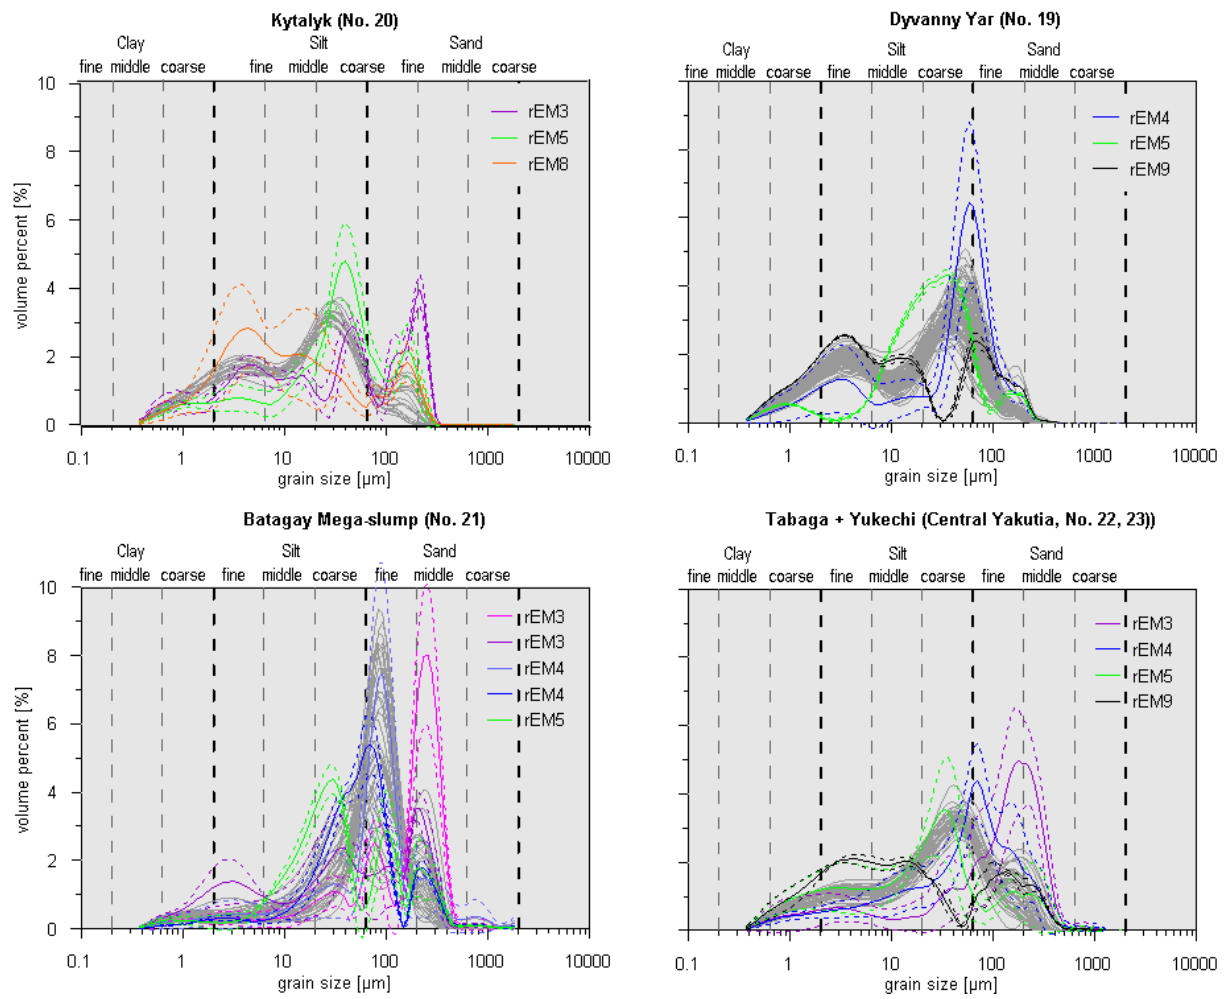 Kytalyk (No. 20)
Clay Silt Sand
fine middle coarse fine middle coarse fine middle coarse
10
8
6
4
2
0
volume percent [%]
rEM3
rEM5
rEM8
0.1 1 10 100 1000 10000
grain size [µm]
Dyvanny Yar (No. 19)
Clay Silt Sand
fine middle coarse fine middle coarse fine middle coarse
rEM4
rEM5
rEM9
0.1 1 10 100 1000 10000
grain size [µm]
Batagay Mega-slump (No. 21)
Clay Silt Sand
fine middle coarse fine middle coarse fine middle coarse
10
8
6
4
2
0
volume percent [%]
rEM3
rEM3
rEM4
rEM4
rEM5
0.1 1 10 100 1000 10000
grain size [µm]
Tabaga + Yukechi (Central Yakutia, No. 22, 23))
Clay Silt Sand
fine middle coarse fine middle coarse fine middle coarse
rEM3
rEM4
rEM5
rEM9
0.1 1 10 100 1000 10000
grain size [µm]